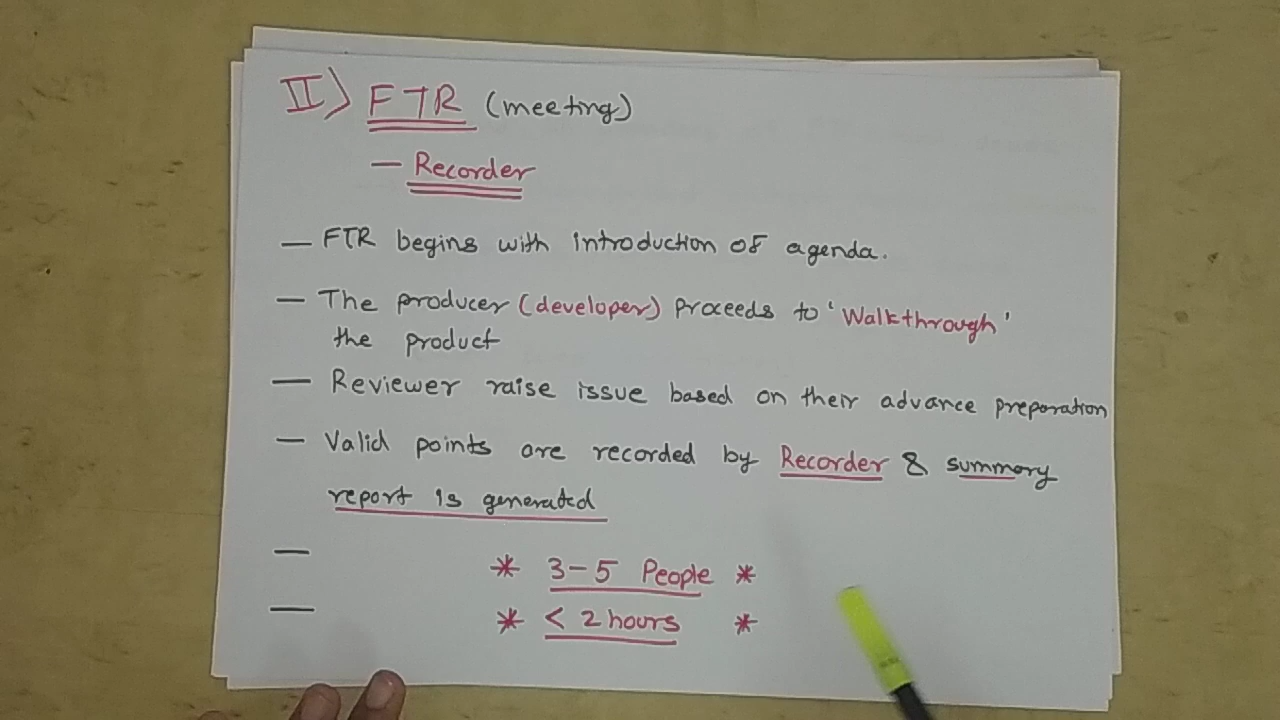 II) FTR (meeting)
— Recorder
— FTR begins with introduction of agenda.
— The producer (developer) proceeds to 'Walkthrough'
the product
— Reviewer raise issue based on their advance preparation
— Valid points are recorded by Recorder & summary
report is generated
— * 3-5 People *
— * < 2 hours *